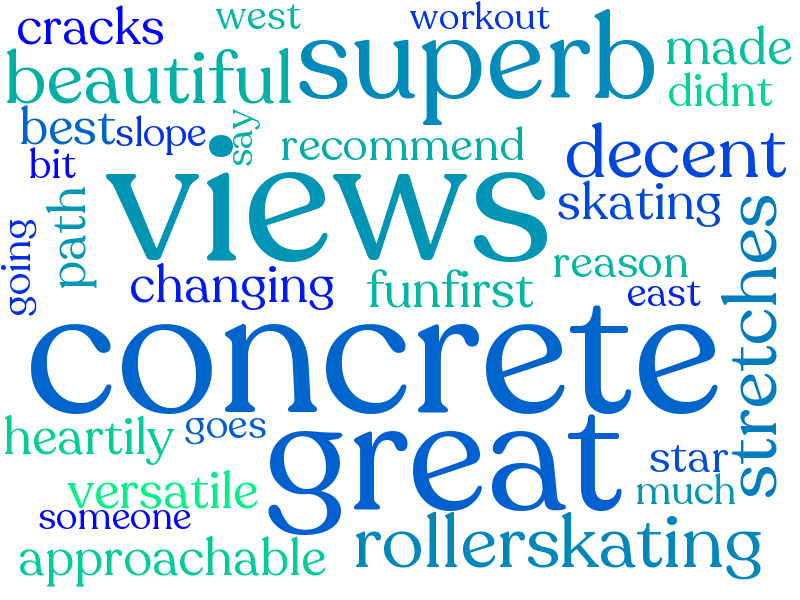 cracks
west
workout
superb
made
beautiful
didnt
best
slope
say
recommend
decent
bit
views
skating
path
stretches
going
changing
funfirst
reason
east
concrete
heartily
goes
great
star
versatile
much
someone
rollerskating
approachable